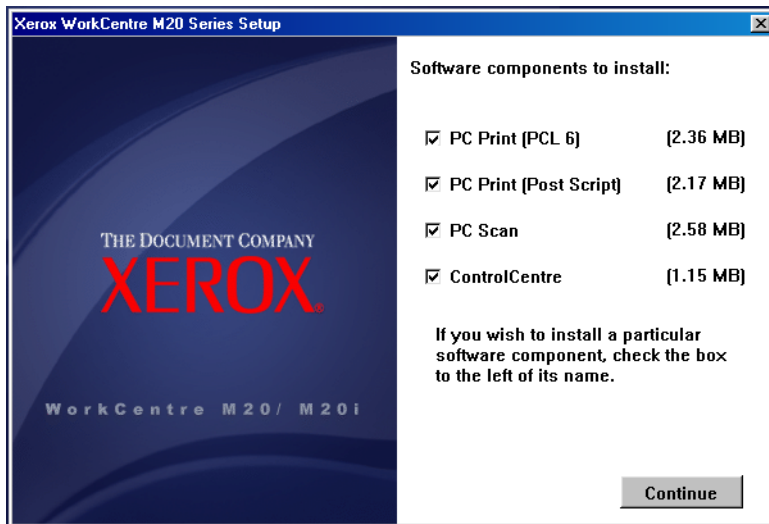 Xerox WorkCentre M20 Series Setup
Software components to install:
PC Print (PCL 6) (2.36 MB)
PC Print (Post Script) (2.17 MB)
PC Scan (2.58 MB)
ControlCentre (1.15 MB)
If you wish to install a particular
software component, check the box
to the left of its name.
THE DOCUMENT COMPANY
XEROX®
WorkCentre M20/ M20i
Continue